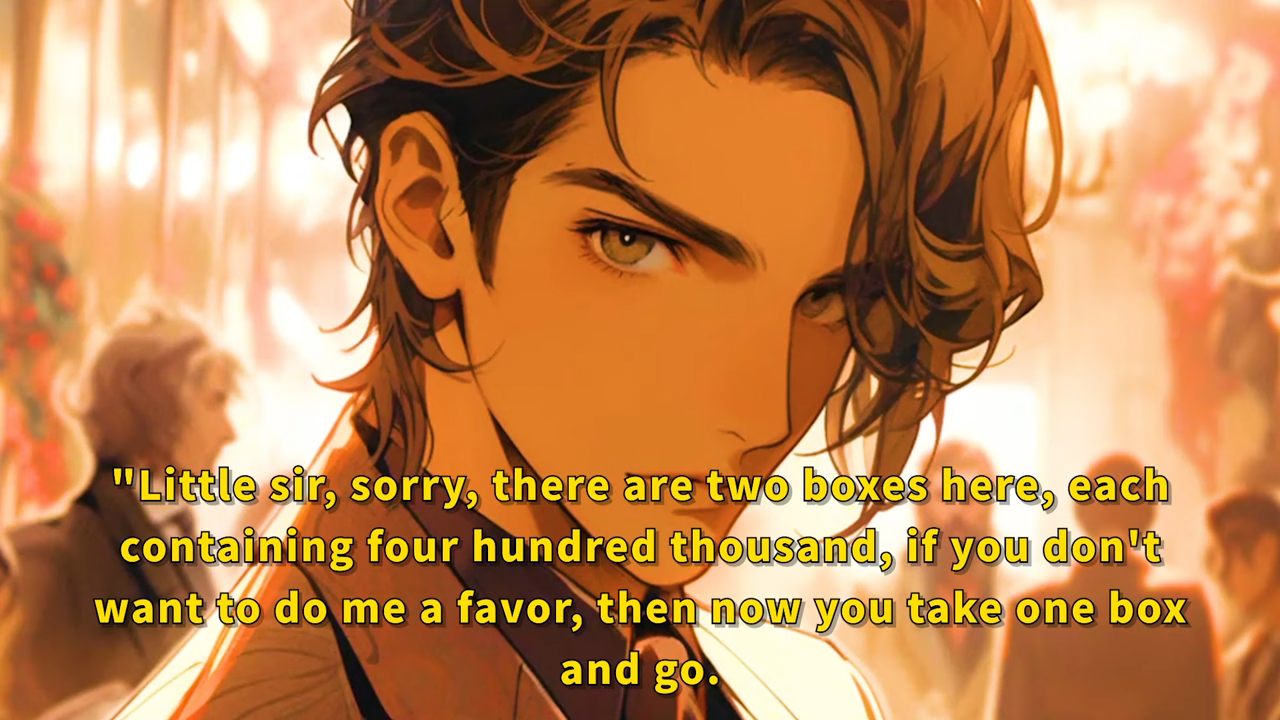 "Little sir, sorry, there are two boxes here, each
containing four hundred thousand, if you don't
want to do me a favor, then now you take one box
and go.